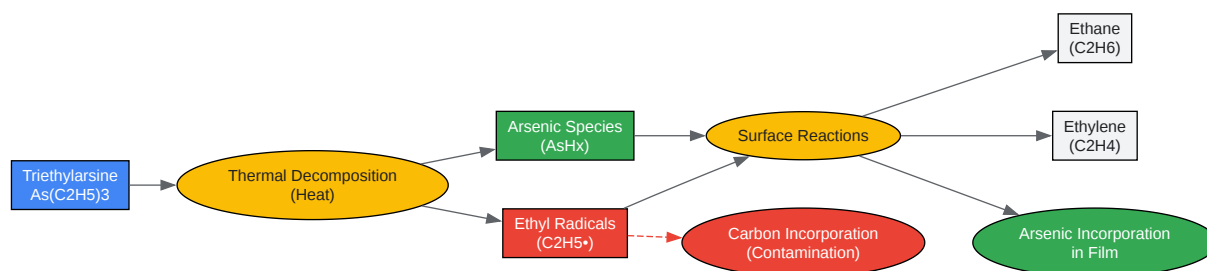 Triethylarsine
As(C2H5)3
Thermal Decomposition
(Heat)
Arsenic Species
(AsHx)
Ethyl Radicals
(C2H5•)
Surface Reactions
Carbon Incorporation
(Contamination)
Ethane
(C2H6)
Ethylene
(C2H4)
Arsenic Incorporation
in Film